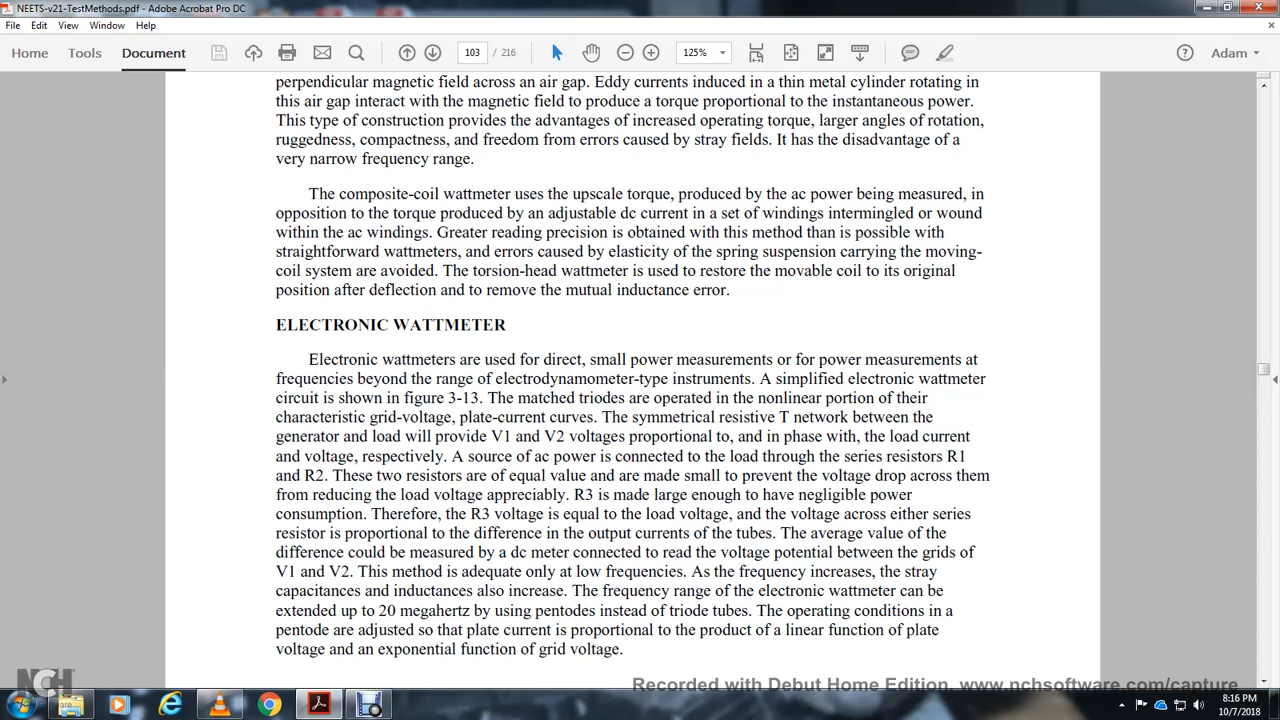 NEETS-v21-TestMethods.pdf - Adobe Acrobat Pro DC
File Edit View Window Help
Home Tools Document 103 / 216 125% Adam
perpendicular magnetic field across an air gap. Eddy currents induced in a thin metal cylinder rotating in
this air gap interact with the magnetic field to produce a torque proportional to the instantaneous power.
This type of construction provides the advantages of increased operating torque, larger angles of rotation,
ruggedness, compactness, and freedom from errors caused by stray fields. It has the disadvantage of a
very narrow frequency range.
The composite-coil wattmeter uses the upscale torque, produced by the ac power being measured, in
opposition to the torque produced by an adjustable dc current in a set of windings intermingled or wound
within the ac windings. Greater reading precision is obtained with this method than is possible with
straightforward wattmeters, and errors caused by elasticity of the spring suspension carrying the moving-
coil system are avoided. The torsion-head wattmeter is used to restore the movable coil to its original
position after deflection and to remove the mutual inductance error.
ELECTRONIC WATTMETER
Electronic wattmeters are used for direct, small power measurements or for power measurements at
frequencies beyond the range of electrodynamometer-type instruments. A simplified electronic wattmeter
circuit is shown in figure 3-13. The matched triodes are operated in the nonlinear portion of their
characteristic grid-voltage, plate-current curves. The symmetrical resistive T network between the
generator and load will provide V1 and V2 voltages proportional to, and in phase with, the load current
and voltage, respectively. A source of ac power is connected to the load through the series resistors R1
and R2. These two resistors are of equal value and are made small to prevent the voltage drop across them
from reducing the load voltage appreciably. R3 is made large enough to have negligible power
consumption. Therefore, the R3 voltage is equal to the load voltage, and the voltage across either series
resistor is proportional to the difference in the output currents of the tubes. The average value of the
difference could be measured by a dc meter connected to read the voltage potential between the grids of
V1 and V2. This method is adequate only at low frequencies. As the frequency increases, the stray
capacitances and inductances also increase. The frequency range of the electronic wattmeter can be
extended up to 20 megahertz by using pentodes instead of triode tubes. The operating conditions in a
pentode are adjusted so that plate current is proportional to the product of a linear function of plate
voltage and an exponential function of grid voltage.
NCH
Recorded with Debut Home Edition. www.nchsoftware.com/capture
8:16 PM
10/7/2018